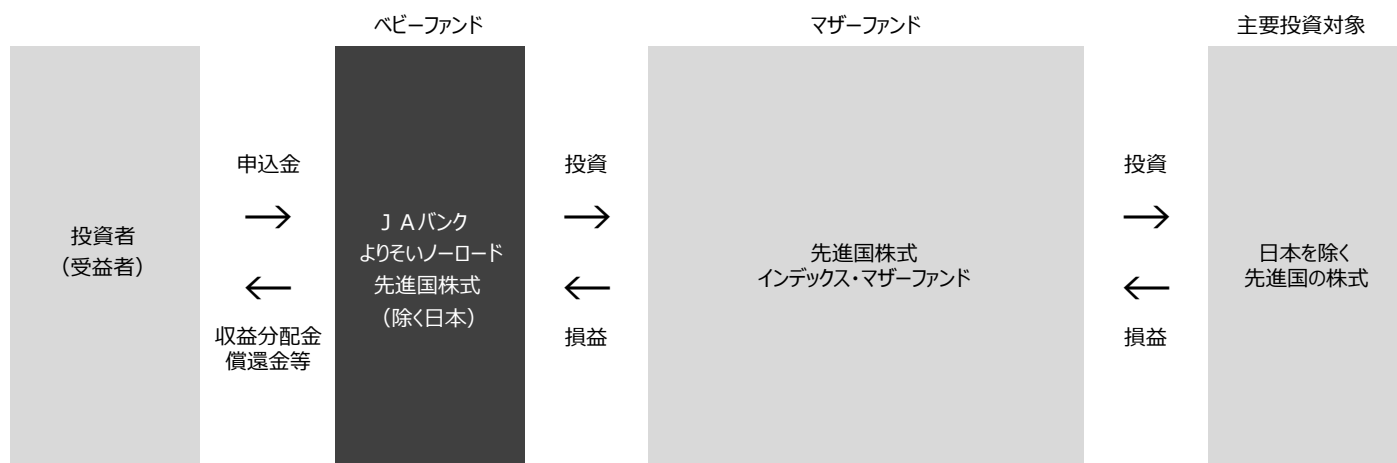 ベビーファンド
マザーファンド
主要投資対象
投資者
（受益者）
申込金
→
←
収益分配金
償還金等
ＪＡバンク
よりそいノーロード
先進国株式
（除く日本）
投資
→
←
損益
先進国株式
インデックス・マザーファンド
投資
→
←
損益
日本を除く
先進国の株式